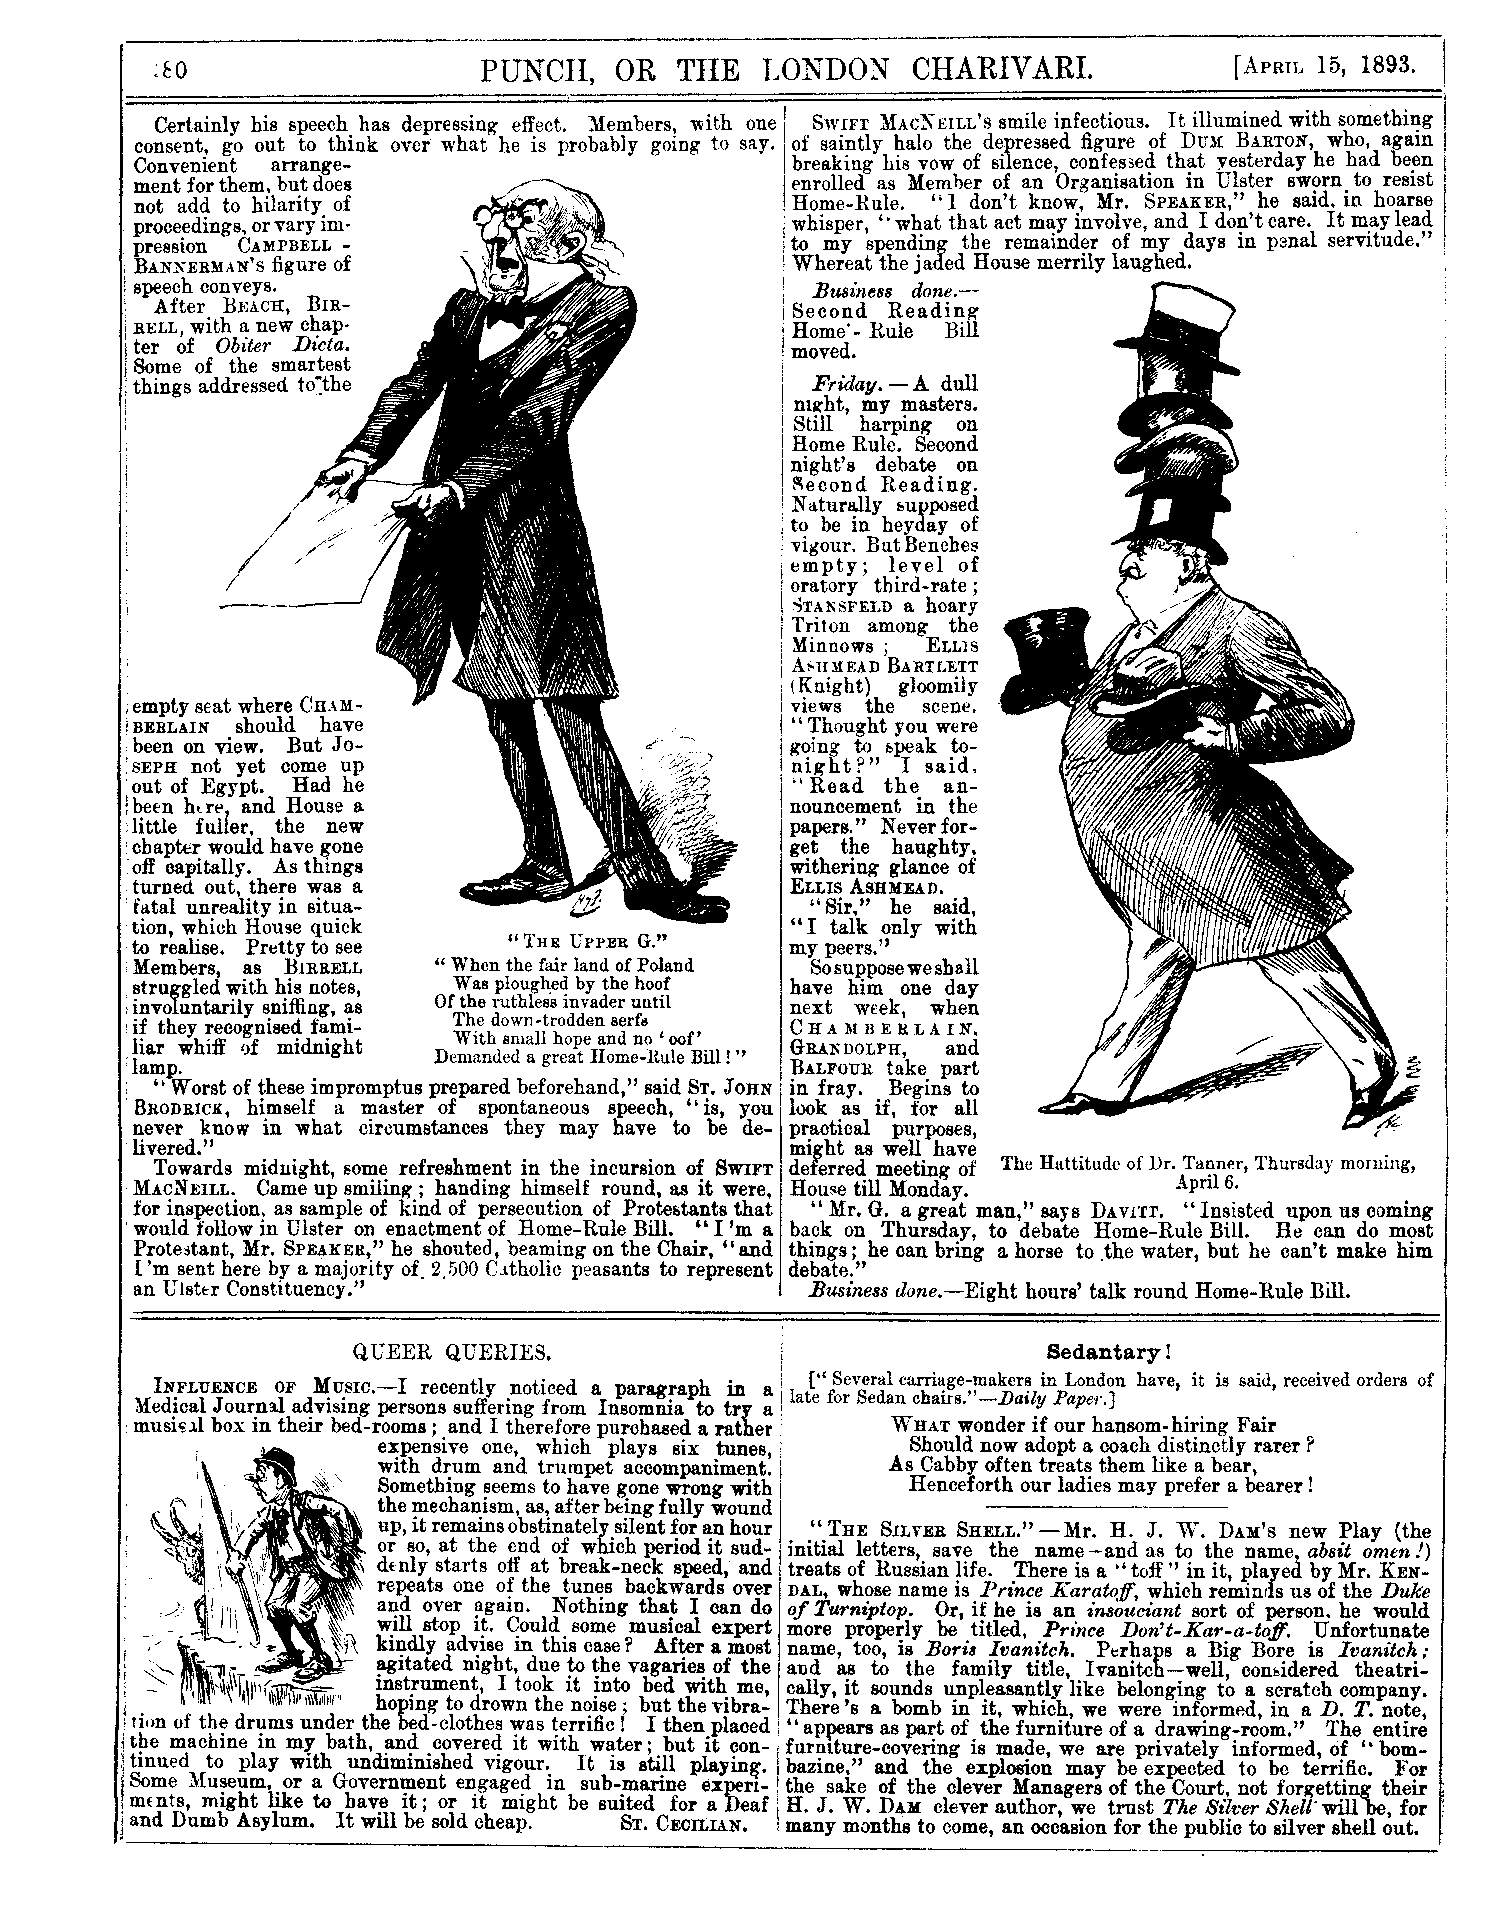 180
PUNCH, OR THE LONDON CHARIVARI.
[APRIL 15, 1893.
Certainly his speech has depressing effect. Members, with one
consent, go out to think over what he is probably going to say.
Convenient arrange-
ment for them, but does
not add to hilarity of
proceedings, or vary im-
pression CAMPBELL-
BANNERMAN'S figure of
speech conveys.
After BEACH, BIR-
RELL, with a new chap-
ter of Obiter Dicta.
Some of the smartest
things addressed to the
empty seat where CHAM-
BERLAIN should have
been on view. But JO-
SEPH not yet come up
out of Egypt. Had he
been here, and House a
little fuller, the new
chapter would have gone
off capitally. As things
turned out, there was a
fatal unreality in situa-
tion, which House quick
to realise. Pretty to see
Members, as BIRRELL
struggled with his notes,
involuntarily sniffing, as
if they recognised fami-
liar whiff of midnight
lamp.
"THE UPPER G."
"When the fair land of Poland
Was ploughed by the hoof
Of the ruthless invader until
The down-trodden serfs
With small hope and no 'oof'
Demanded a great Home-Rule Bill!"
"Worst of these impromptus prepared beforehand," said ST. JOHN
BRODRICK, himself a master of spontaneous speech, "is, you
never know in what circumstances they may have to be de-
livered."
Towards midnight, some refreshment in the incursion of SWIFT
MACNEILL. Came up smiling; handing himself round, as it were,
for inspection, as sample of kind of persecution of Protestants that
would follow in Ulster on enactment of Home-Rule Bill. "I'm a
Protestant, Mr. SPEAKER," he shouted, beaming on the Chair, "and
I'm sent here by a majority of 2,500 Catholic peasants to represent
an Ulster Constituency."
SWIFT MACNEILL'S smile infectious. It illumined with something
of saintly halo the depressed figure of DUM BARTON, who, again
breaking his vow of silence, confessed that yesterday he had been
enrolled as Member of an Organisation in Ulster sworn to resist
Home-Rule. "I don't know, Mr. SPEAKER," he said, in hoarse
whisper, "what that act may involve, and I don't care. It may lead
to my spending the remainder of my days in penal servitude."
Whereat the jaded House merrily laughed.
Business done.—
Second Reading
Home-Rule Bill
moved.
Friday.—A dull
night, my masters.
Still harping on
Home Rule. Second
night's debate on
Second Reading.
Naturally supposed
to be in heyday of
vigour. But Benches
empty; level of
oratory third-rate;
STANSFELD a hoary
Triton among the
Minnows; ELLIS
ASHMEAD BARTLETT
(Knight) gloomily
views the scene.
"Thought you were
going to speak to-
night?" I said.
"Read the an-
nouncement in the
papers." Never for-
get the haughty,
withering glance of
ELLIS ASHMEAD.
"Sir," he said,
"I talk only with
my peers."
So suppose we shall
have him one day
next week, when
CHAMBERLAIN,
GRANDOLPH, and
BALFOUR take part
in fray. Begins to
look as if, for all
practical purposes,
might as well have
deferred meeting of
House till Monday.
The Hattitude of Dr. Tanner, Thursday morning,
April 6.
"Mr. G. a great man," says DAVITT. "Insisted upon us coming
back on Thursday, to debate Home-Rule Bill. He can do most
things; he can bring a horse to the water, but he can't make him
debate."
Business done.—Eight hours' talk round Home-Rule Bill.
QUEER QUERIES.
INFLUENCE OF MUSIC.—I recently noticed a paragraph in a
Medical Journal advising persons suffering from Insomnia to try a
musical box in their bed-rooms; and I therefore purchased a rather
expensive one, which plays six tunes,
with drum and trumpet accompaniment.
Something seems to have gone wrong with
the mechanism, as, after being fully wound
up, it remains obstinately silent for an hour
or so, at the end of which period it sud-
denly starts off at break-neck speed, and
repeats one of the tunes backwards over
and over again. Nothing that I can do
will stop it. Could some musical expert
kindly advise in this case? After a most
agitated night, due to the vagaries of the
instrument, I took it into bed with me,
hoping to drown the noise; but the vibra-
tion of the drums under the bed-clothes was terrific! I then placed
the machine in my bath, and covered it with water; but it con-
tinued to play with undiminished vigour. It is still playing.
Some Museum, or a Government engaged in sub-marine experi-
ments, might like to have it; or it might be suited for a Deaf
and Dumb Asylum. It will be sold cheap. ST. CECILIAN.
Sedantary!
["Several carriage-makers in London have, it is said, received orders of
late for Sedan chairs."—Daily Paper.]
WHAT wonder if our hansom-hiring Fair
Should now adopt a coach distinctly rarer?
As Cabby often treats them like a bear,
Henceforth our ladies may prefer a bearer!
"THE SILVER SHELL."—Mr. H. J. W. DAM'S new Play (the
initial letters, save the name—and as to the name, absit omen!)
treats of Russian life. There is a "toff" in it, played by Mr. KEN-
DAL, whose name is Prince Karatoff, which reminds us of the Duke
of Turniptop. Or, if he is an insouciant sort of person, he would
more properly be titled, Prince Don't-Kar-a-toff. Unfortunate
name, too, is Boris Ivanitch. Perhaps a Big Bore is Ivanitch;
and as to the family title, Ivanitch—well, considered theatri-
cally, it sounds unpleasantly like belonging to a scratch company.
There's a bomb in it, which, we were informed, in a D. T. note,
"appears as part of the furniture of a drawing-room." The entire
furniture-covering is made, we are privately informed, of "bom-
bazine," and the explosion may be expected to be terrific. For
the sake of the clever Managers of the Court, not forgetting their
H. J. W. DAM clever author, we trust The Silver Shell will be, for
many months to come, an occasion for the public to silver shell out.